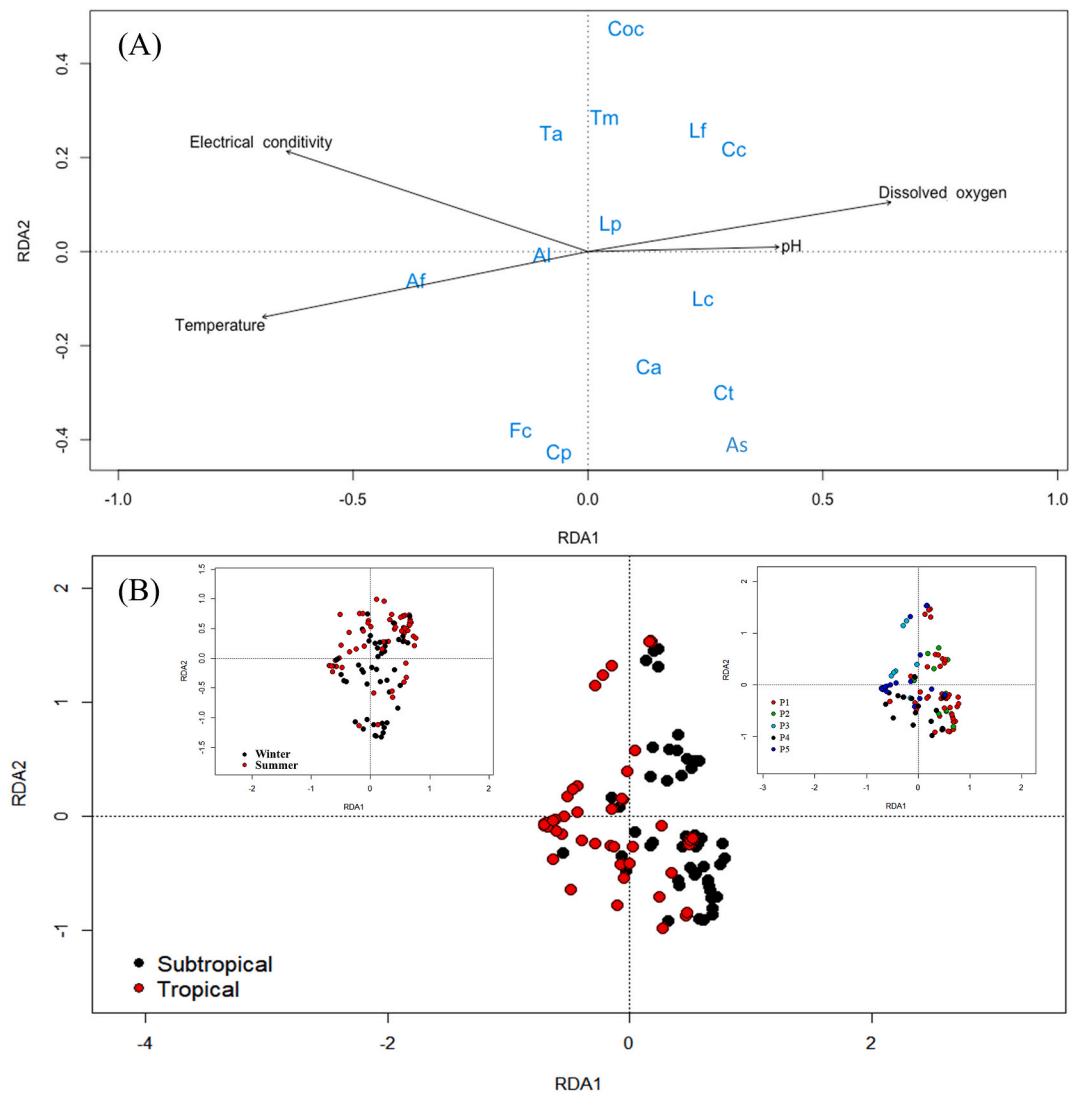 (A)
Coc
0.4
Tm
Ta
Lf
Electrical conditivity
Cc
0.2
Dissolved oxygen
Lp
RDA2
0.0
Al
pH
Af
Lc
Temperature
-0.2
Ca
Ct
Fc
As
-0.4
Cp
-1.0 -0.5 0.0 0.5 1.0
RDA1
(B)
2
1
0
-1
RDA2
1.5
1.0
0.5
0.0
-0.5
-1.0
-1.5
RDA2
Winter
Summer
-2 -1 0 1 2
RDA1
2
1
0
-1
RDA2
P1
P2
P3
P4
P5
-3 -2 -1 0 1 2
RDA1
Subtropical
Tropical
-4 -2 0 2
RDA1